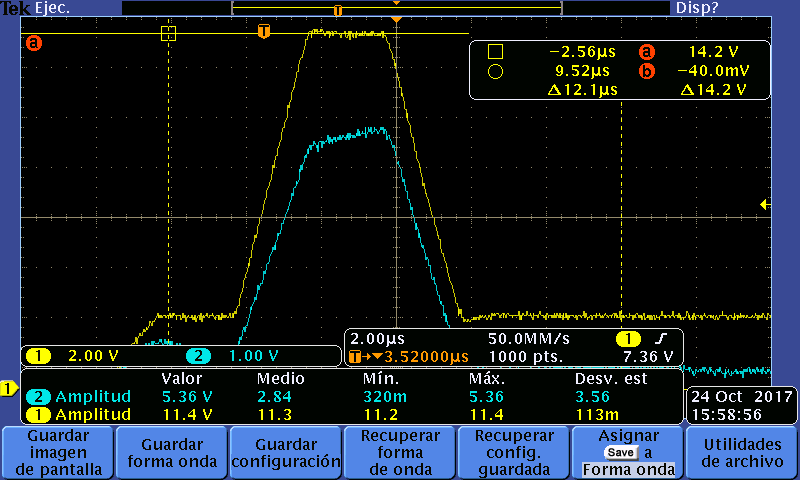 Tek Ejec. Disp?
T
a T
−2.56µs a 14.2 V
9.52µs b −40.0mV
Δ12.1µs Δ14.2 V
2.00µs 50.0MM/s 1
1 2.00 V 2 1.00 V T→▼3.52000µs 1000 pts. 7.36 V
1
Valor Medio Mín. Máx. Desv. est
2 Amplitud 5.36 V 2.84 320m 5.36 3.56
1 Amplitud 11.4 V 11.3 11.2 11.4 113m
24 Oct 2017
15:58:56
Guardar
imagen
de pantalla
Guardar
forma onda
Guardar
configuración
Recuperar
forma
de onda
Recuperar
config.
guardada
Asignar
Save a
Forma onda
Utilidades
de archivo